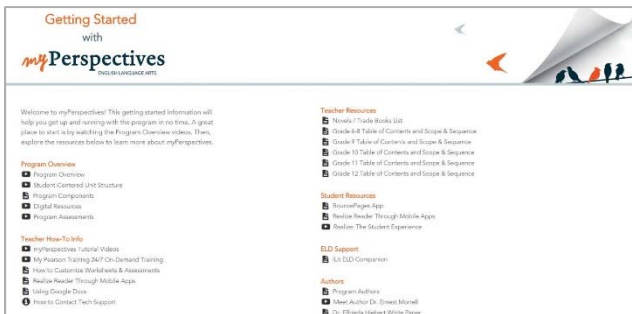 Getting Started
with
myPerspectives
ENGLISH LANGUAGE ARTS
Welcome to myPerspectives! This getting started information will
help you get up and running with the program in no time. A great
place to start is by watching the Program Overview videos. Then,
explore the resources below to learn more about myPerspectives.
Program Overview
Program Overview
Student Centered Unit Structure
Program Components
Digital Resources
Program Assessments
Teacher How-To Info
myPerspectives Tutorial Videos
My Pearson Training 24/7 On-Demand Training
How to Customize Worksheets & Assessments
Realize Reader Through Mobile Apps
Using Google Docs
How to Contact Tech Support
Teacher Resources
Novels / Trade Books List
Grade 6-8 Table of Contents and Scope & Sequence
Grade 9 Table of Contents and Scope & Sequence
Grade 10 Table of Contents and Scope & Sequence
Grade 11 Table of Contents and Scope & Sequence
Grade 12 Table of Contents and Scope & Sequence
Student Resources
BouncePages App
Realize Reader Through Mobile Apps
Realize: The Student Experience
ELD Support
iLit ELD Companion
Authors
Program Authors
Meet Author Dr. Ernest Morrell
Dr. Elfrieda Hiebert White Paper